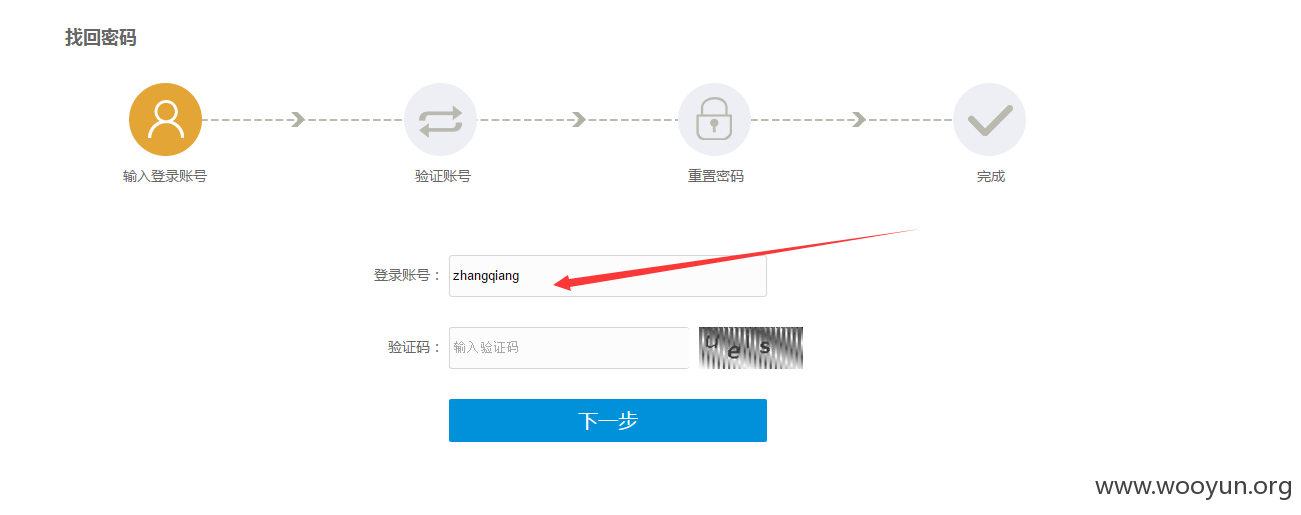 找回密码
输入登录账号
验证账号
重置密码
完成
登录账号：
zhangqiang
验证码：
输入验证码
uels
下一步
www.wooyun.org